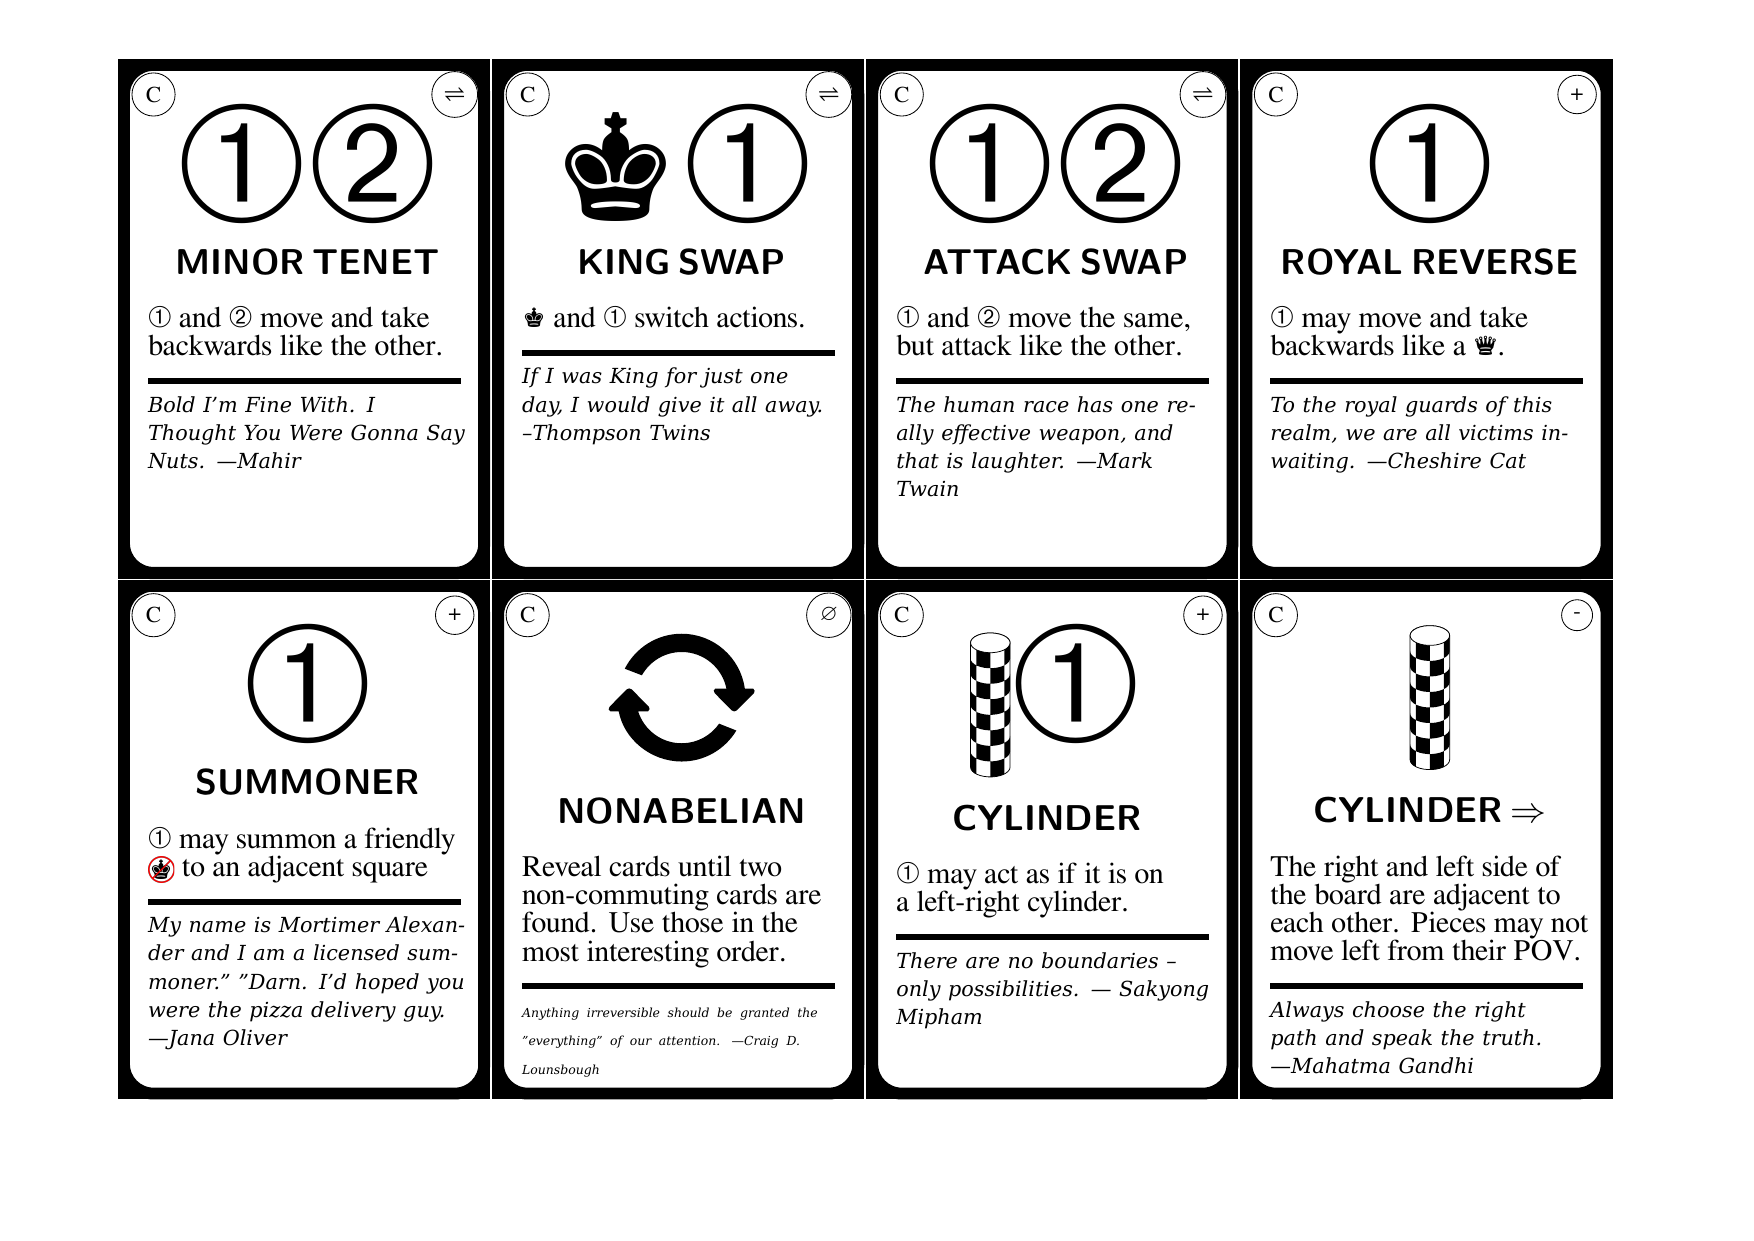 C ⇌
① ②
MINOR TENET
① and ② move and take
backwards like the other.
Bold I’m Fine With. I
Thought You Were Gonna Say
Nuts. —Mahir
C ⇌
♚ ①
KING SWAP
♚ and ① switch actions.
If I was King for just one
day, I would give it all away.
–Thompson Twins
C ⇌
① ②
ATTACK SWAP
① and ② move the same,
but attack like the other.
The human race has one re-
ally effective weapon, and
that is laughter. —Mark
Twain
C +
①
ROYAL REVERSE
① may move and take
backwards like a ♛.
To the royal guards of this
realm, we are all victims in-
waiting. —Cheshire Cat
C +
①
SUMMONER
① may summon a friendly
♚ to an adjacent square
My name is Mortimer Alexan-
der and I am a licensed sum-
moner.” ”Darn. I’d hoped you
were the pizza delivery guy.
—Jana Oliver
C ∅
NONABELIAN
Reveal cards until two
non-commuting cards are
found. Use those in the
most interesting order.
Anything irreversible should be granted the
”everything” of our attention. —Craig D.
Lounsbough
C +
①
CYLINDER
① may act as if it is on
a left-right cylinder.
There are no boundaries –
only possibilities. — Sakyong
Mipham
C -
CYLINDER ⇒
The right and left side of
the board are adjacent to
each other. Pieces may not
move left from their POV.
Always choose the right
path and speak the truth.
—Mahatma Gandhi